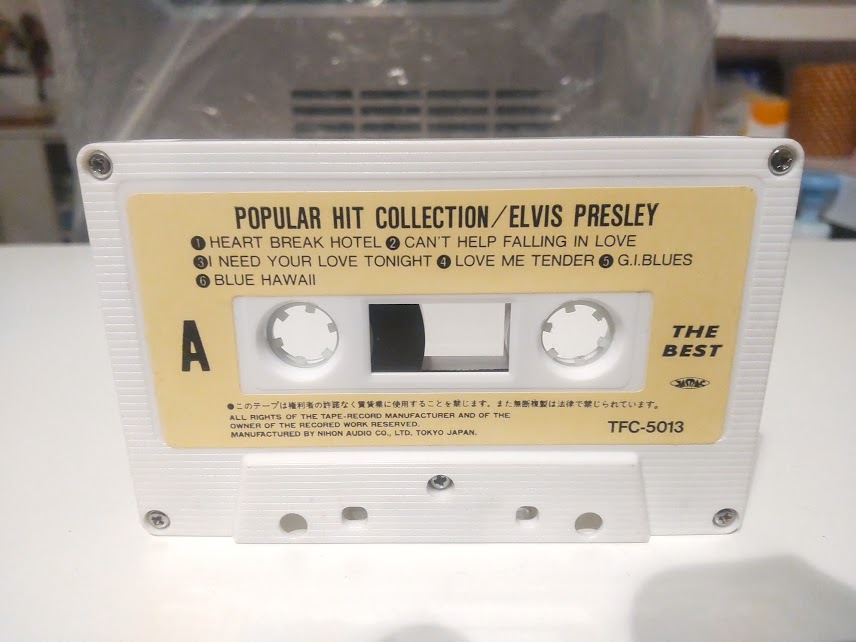 POPULAR HIT COLLECTION/ELVIS PRESLEY
❶HEART BREAK HOTEL ❷CAN'T HELP FALLING IN LOVE
❸I NEED YOUR LOVE TONIGHT ❹LOVE ME TENDER ❺G.I.BLUES
❻BLUE HAWAII
A
THE
BEST
JASRAC
●このテープは権利者の許諾なく賃貸業に使用することを禁じます。また無断複製は法律で禁じられています。
ALL RIGHTS OF THE TAPE-RECORD MANUFACTURER AND OF THE
OWNER OF THE RECORED WORK RESERVED.
MANUFACTURED BY NIHON AUDIO CO., LTD, TOKYO JAPAN.
TFC-5013